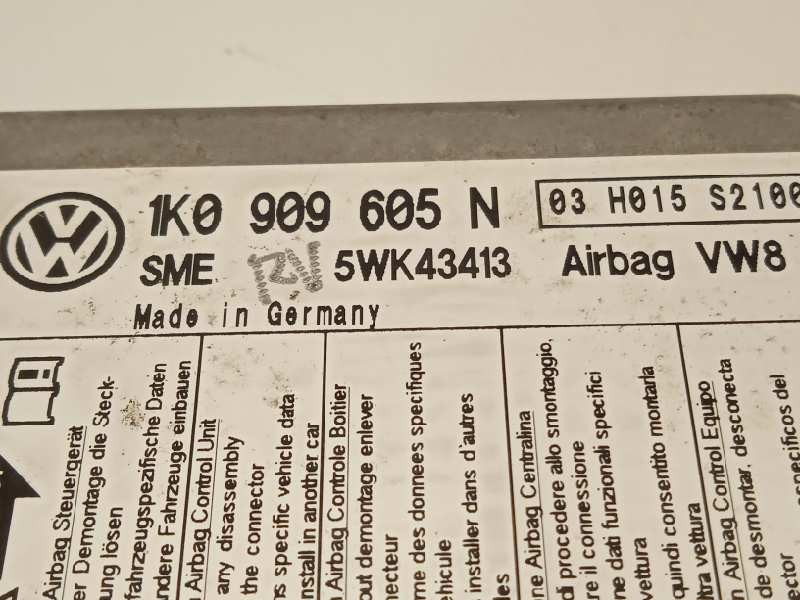 1K0 909 605 N
03 H015 S2100
SME 5WK43413 Airbag VW8
Made in Germany
Airbag Steuergerät
er Demontage die Steck-
ung lösen
fahrzeugspezifische Daten
ndere Fahrzeuge einbauen
Airbag Control Unit
any disassembly
the connector
ns specific vehicle data
nstall in another car
Airbag Controle Boitier
out demontage enlever
necteur
me des donnees specifiques
ehicule
installer dans d'autres
les
ne Airbag Centralina
di procedere allo smontaggio,
re il connessione
ne dati funzionali specifici
vettura
quindi consentito montarla
ltra vettura
n Airbag Control Equipo
de desmontar, desconecta
ector
specificos del